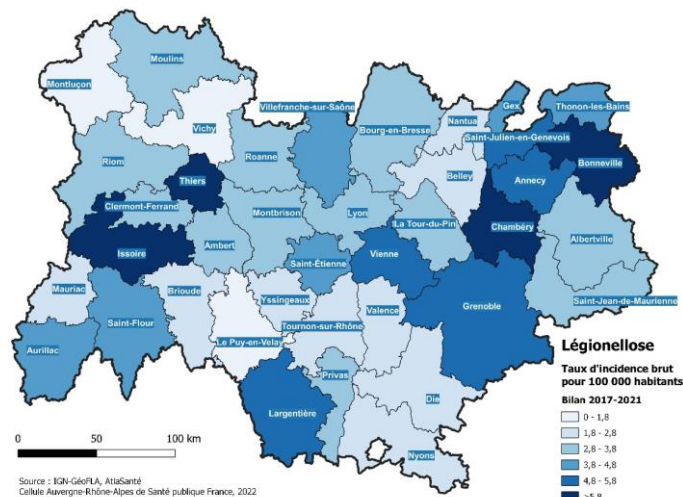 Moulins
Montluçon
Villefranche-sur-Saône
Gex
Thonon-les-Bains
Vichy
Nantua
Bourg-en-Bresse
Saint-Julien-en-Genevois
Riom
Roanne
Bonneville
Thiers
Belley
Annecy
Clermont-Ferrand
Montbrison
Lyon
La Tour-du-Pin
Chambéry
Issoire
Ambert
Albertville
Vienne
Saint-Étienne
Mauriac
Brioude
Yssingeaux
Saint-Jean-de-Maurienne
Grenoble
Valence
Saint-Flour
Tournon-sur-Rhône
Aurillac
Le Puy-en-Velay
Privas
Die
Largentière
Nyons
Légionellose
Taux d'incidence brut
pour 100 000 habitants
Bilan 2017-2021
0 - 1,8
1,8 - 2,8
2,8 - 3,8
3,8 - 4,8
4,8 - 5,8
>5,8
0 50 100 km
Source : IGN-GéoFLA, AtlaSanté
Cellule Auvergne-Rhône-Alpes de Santé publique France, 2022